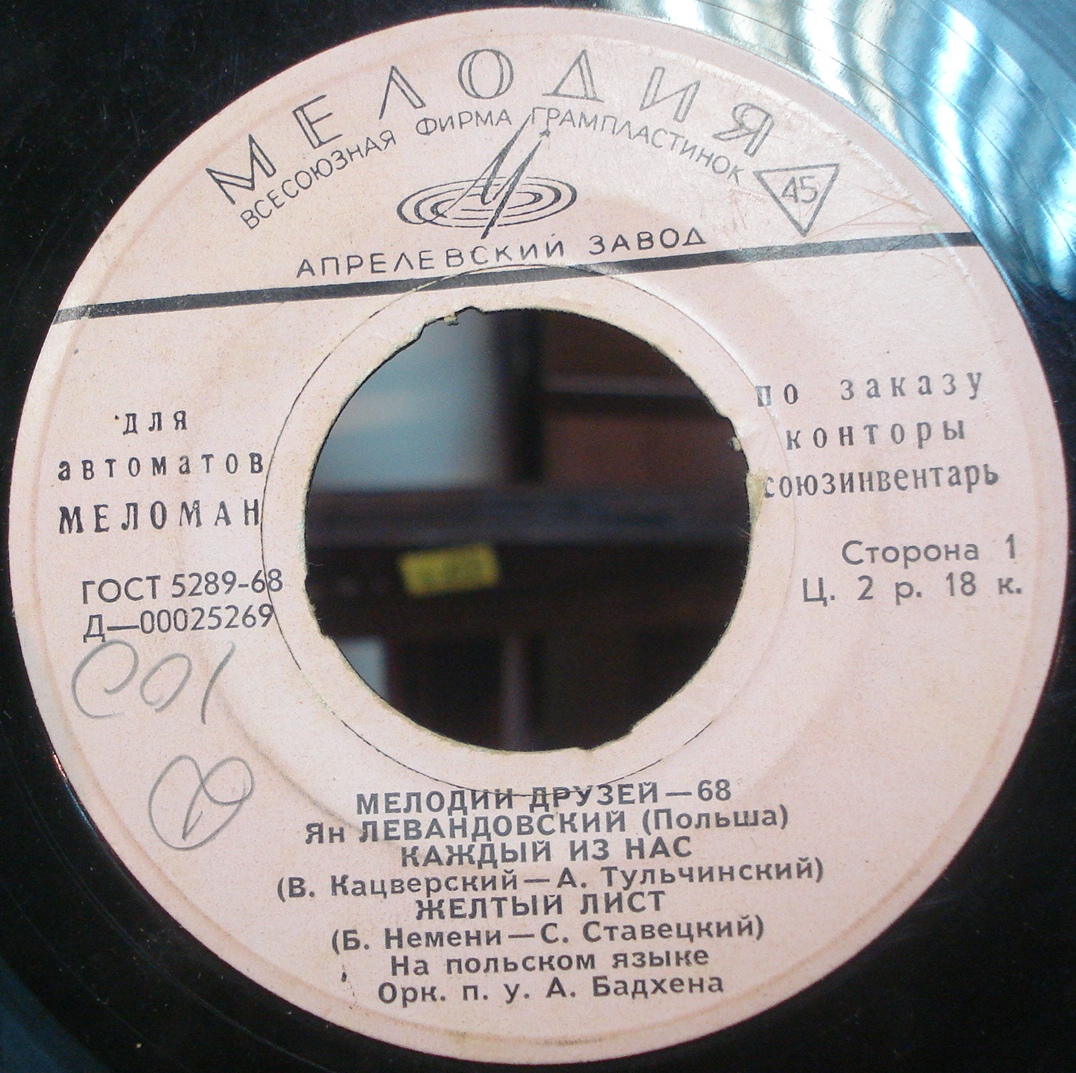 МЕЛОДИЯ
ВСЕСОЮЗНАЯ ФИРМА ГРАМПЛАСТИНОК
45
АПРЕЛЕВСКИЙ ЗАВОД
для
автоматов
МЕЛОМАН
по заказу
конторы
союзинвентарь
ГОСТ 5289-68
Д—00025269
Сторона 1
Ц. 2 р. 18 к.
001
МЕЛОДИИ ДРУЗЕЙ—68
Ян ЛЕВАНДОВСКИЙ (Польша)
КАЖДЫЙ ИЗ НАС
(В. Кацверский—А. Тульчинский)
ЖЕЛТЫЙ ЛИСТ
(Б. Немени—С. Ставецкий)
На польском языке
Орк. п. у. А. Бадхена